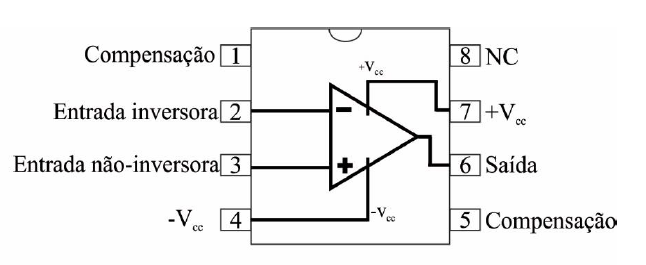 Compensação 1
8 NC
+Vcc
Entrada inversora 2
-
7 +Vcc
Entrada não-inversora 3
+
6 Saída
-Vcc 4
-Vcc
5 Compensação